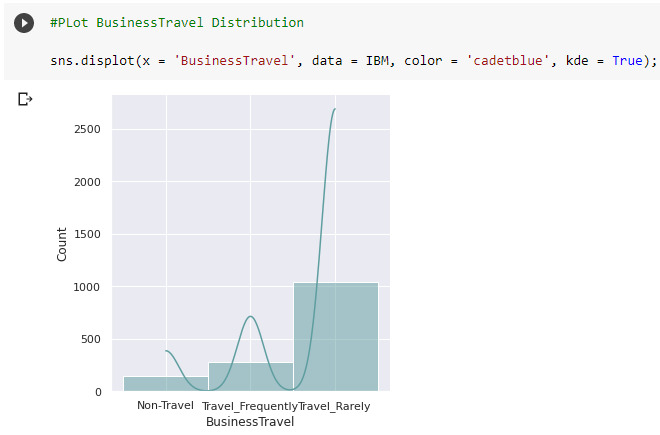 #PLot BusinessTravel Distribution
sns.displot(x = 'BusinessTravel', data = IBM, color = 'cadetblue', kde = True);
2500
2000
1500
1000
500
0
Count
Non-Travel Travel_Frequently Travel_Rarely
BusinessTravel